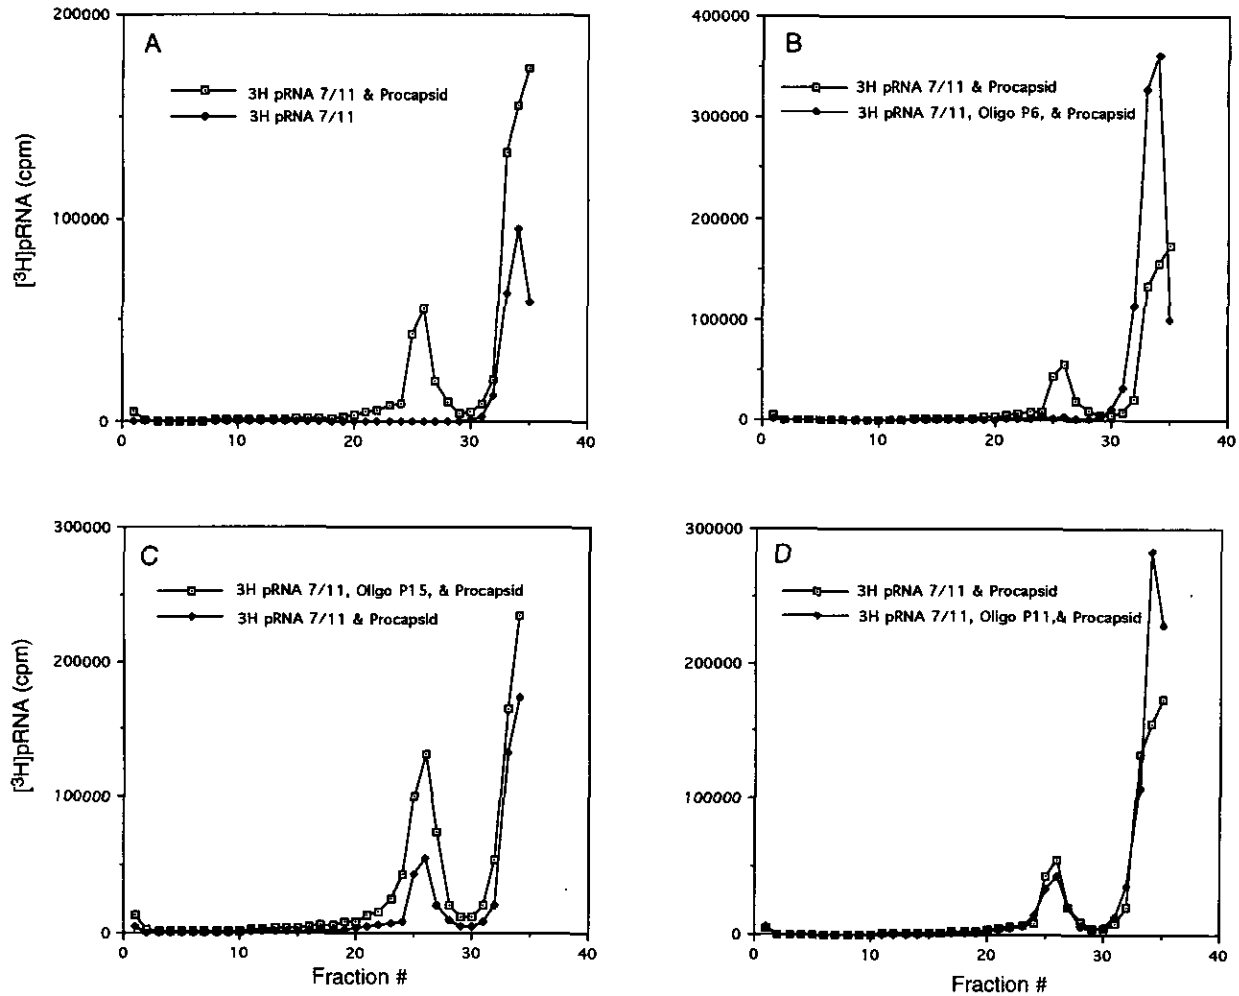 A
200000
100000
0
0 10 20 30 40
[³H]pRNA (cpm)
3H pRNA 7/11 & Procapsid
3H pRNA 7/11
B
400000
300000
200000
100000
0
0 10 20 30 40
3H pRNA 7/11 & Procapsid
3H pRNA 7/11, Oligo P6, & Procapsid
C
300000
200000
100000
0
0 10 20 30 40
[³H]pRNA (cpm)
3H pRNA 7/11, Oligo P15, & Procapsid
3H pRNA 7/11 & Procapsid
Fraction #
D
300000
200000
100000
0
0 10 20 30 40
3H pRNA 7/11 & Procapsid
3H pRNA 7/11, Oligo P11,& Procapsid
Fraction #